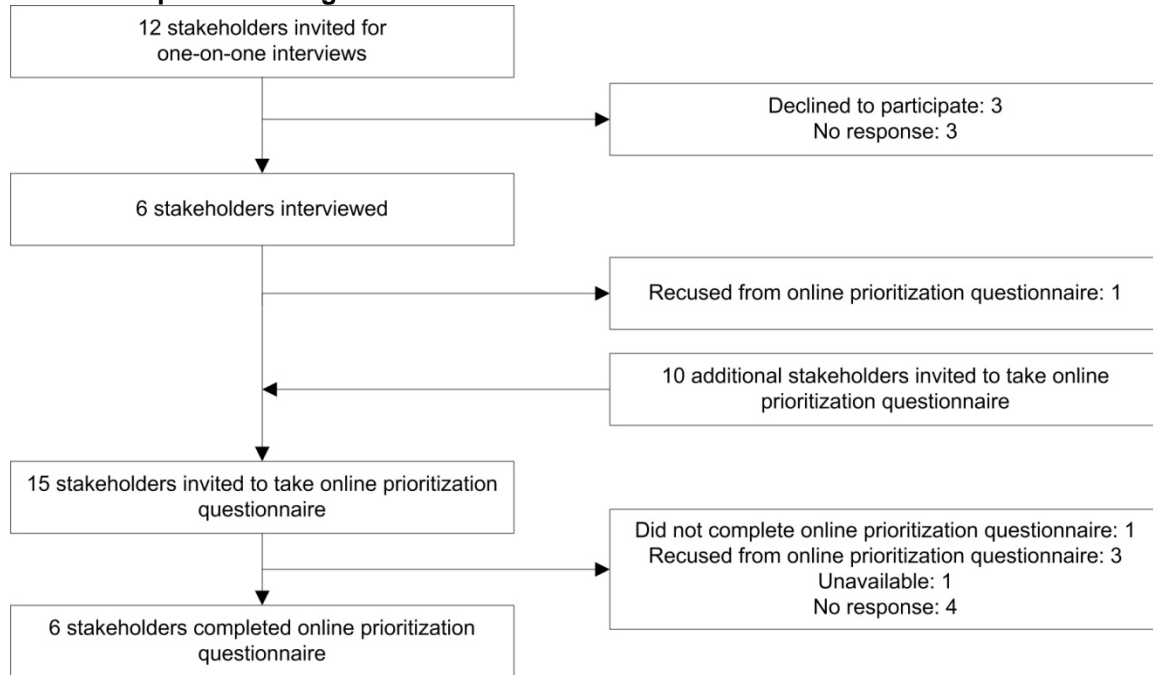 12 stakeholders invited for
one-on-one interviews
Declined to participate: 3
No response: 3
6 stakeholders interviewed
Recused from online prioritization questionnaire: 1
10 additional stakeholders invited to take online
prioritization questionnaire
15 stakeholders invited to take online prioritization
questionnaire
Did not complete online prioritization questionnaire: 1
Recused from online prioritization questionnaire: 3
Unavailable: 1
No response: 4
6 stakeholders completed online prioritization
questionnaire